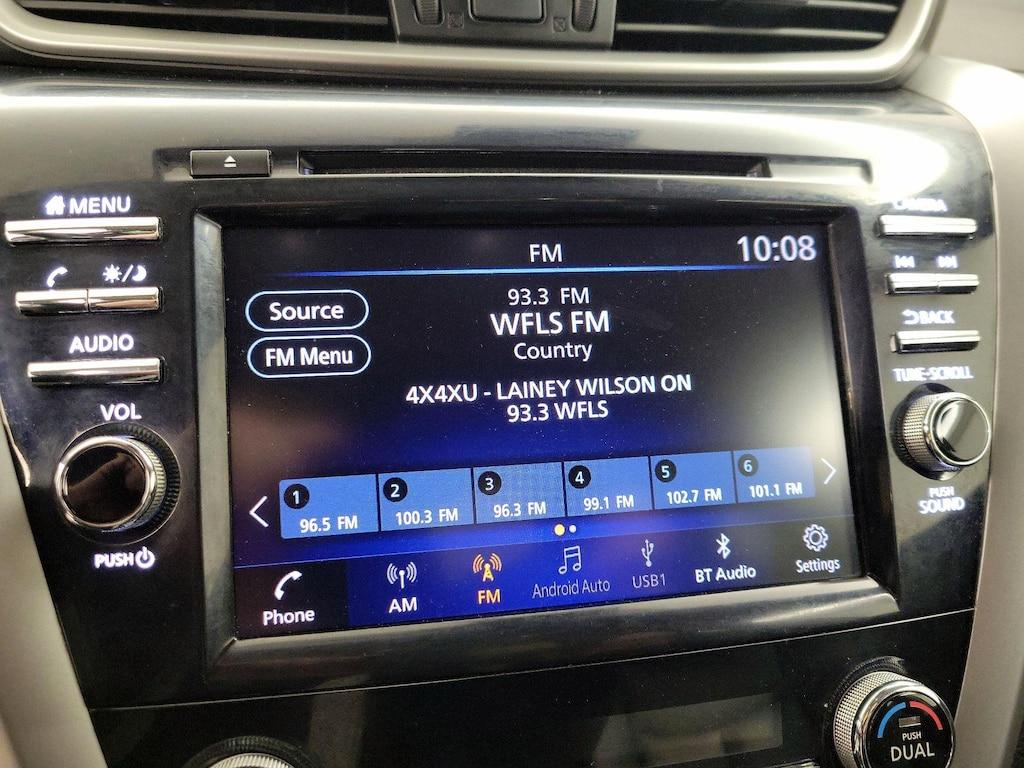 MENU
AUDIO
VOL
PUSH
FM
10:08
Source
FM Menu
93.3 FM
WFLS FM
Country
4X4XU - LAINEY WILSON ON
93.3 WFLS
1
96.5 FM
2
100.3 FM
3
96.3 FM
4
99.1 FM
5
102.7 FM
6
101.1 FM
Phone
AM
FM
Android Auto
USB1
BT Audio
Settings
CAMERA
BACK
TUNE-SCROLL
PUSH
SOUND
PUSH
DUAL